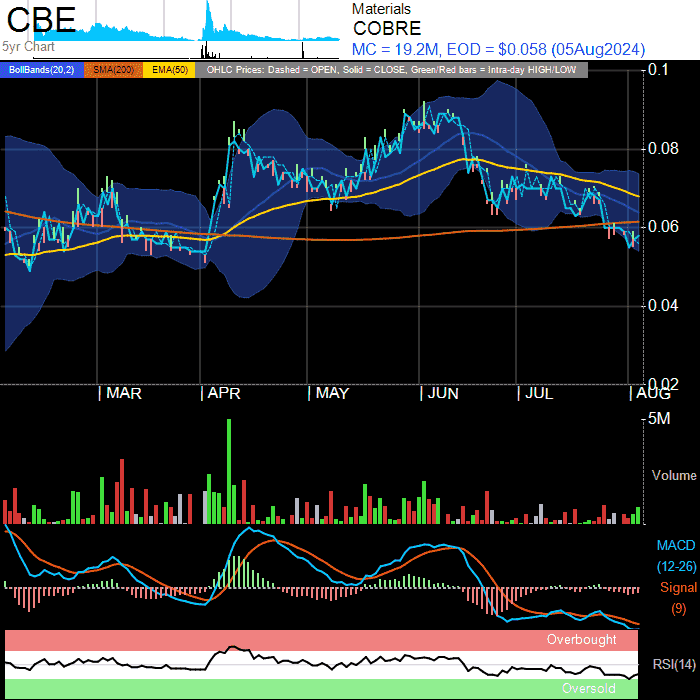 CBE
5yr Chart
Materials
COBRE
MC = 19.2M, EOD = $0.058 (05Aug2024)
BollBands(20,2) SMA(200) EMA(50) OHLC Prices: Dashed = OPEN, Solid = CLOSE, Green/Red bars = Intra-day HIGH/LOW
0.1
0.08
0.06
0.04
0.02
| MAR | APR | MAY | JUN | JUL | AUG
5M
Volume
MACD
(12-26)
Signal
(9)
Overbought
RSI(14)
Oversold